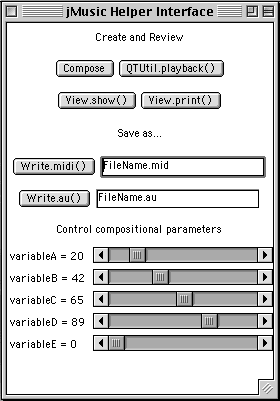 jMusic Helper Interface
Create and Review
Compose QTUtil.playback()
View.show() View.print()
Save as...
Write.midi() FileName.mid
Write.au() FileName.au
Control compositional parameters
variableA = 20
variableB = 42
variableC = 65
variableD = 89
variableE = 0